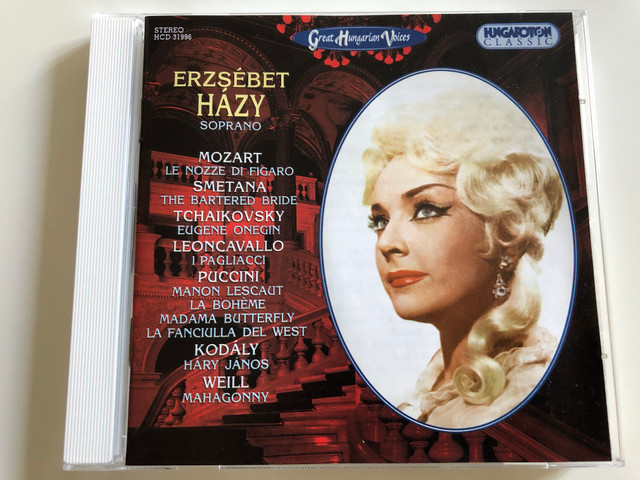 STEREO
HCD 31996
Great Hungarian Voices
HUNGAROTON
CLASSIC
ERZSÉBET
HÁZY
SOPRANO
MOZART
LE NOZZE DI FIGARO
SMETANA
THE BARTERED BRIDE
TCHAIKOVSKY
EUGENE ONEGIN
LEONCAVALLO
I PAGLIACCI
PUCCINI
MANON LESCAUT
LA BOHÈME
MADAMA BUTTERFLY
LA FANCIULLA DEL WEST
KODÁLY
HÁRY JÁNOS
WEILL
MAHAGONNY